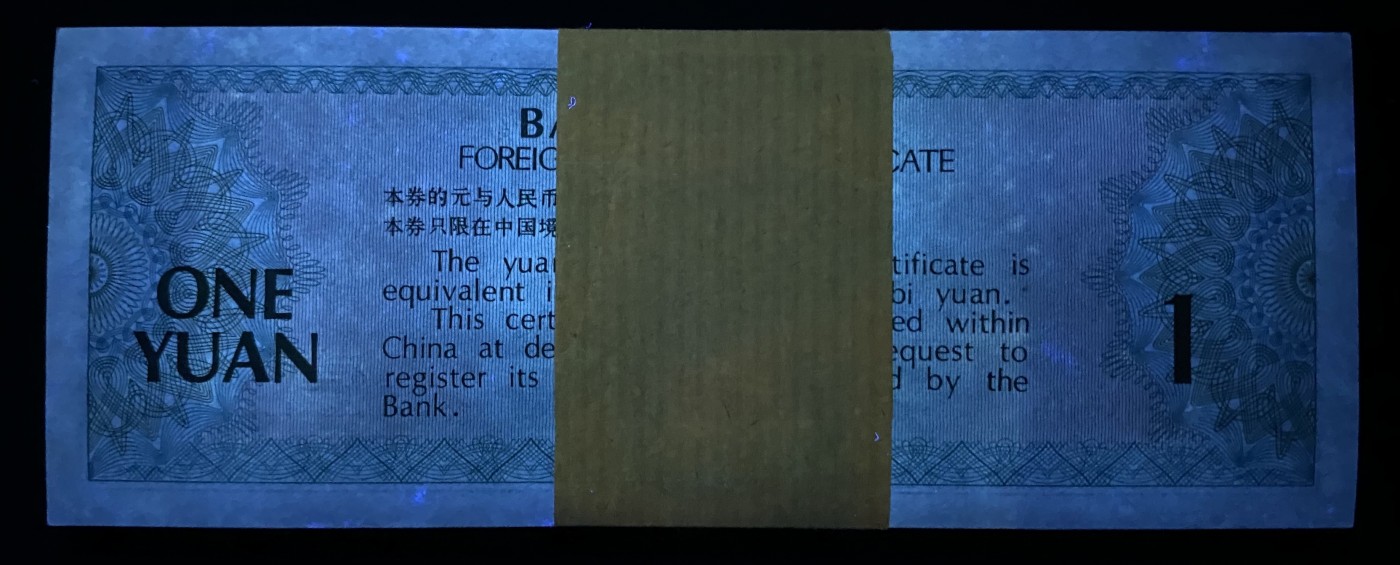 BA
FOREIG CATE
本券的元与人民币
本券只限在中国境
The yuan tificate is
equivalent i bi yuan.
This cert ed within
China at de equest to
register its d by the
Bank.
ONE
YUAN
1